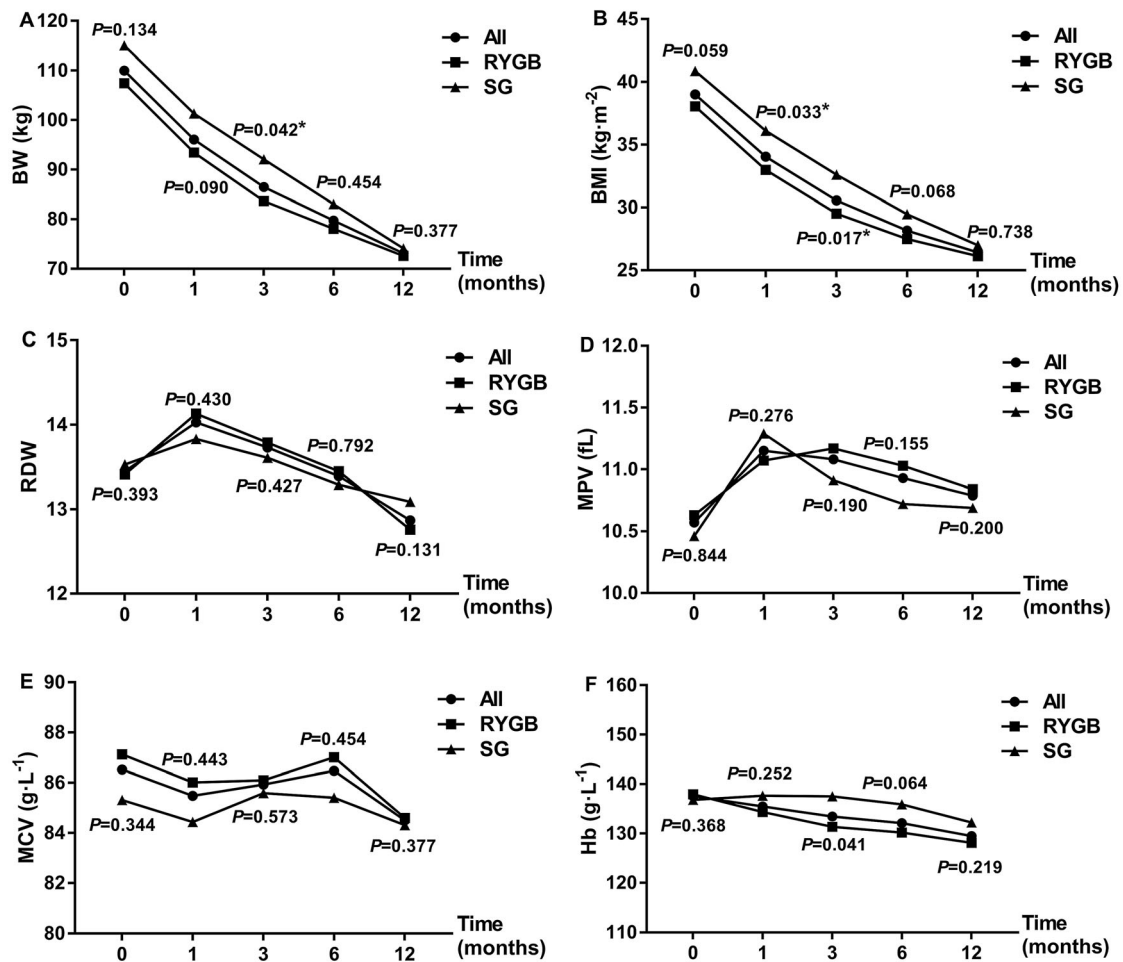 A
120
110
100
90
80
70
BW (kg)
P=0.134
P=0.042*
P=0.090
P=0.454
P=0.377
All
RYGB
SG
0 1 3 6 12
Time
(months)
B
45
40
35
30
25
BMI (kg·m-2)
P=0.059
P=0.033*
P=0.068
P=0.017*
P=0.738
All
RYGB
SG
0 1 3 6 12
Time
(months)
C
15
14
13
12
RDW
P=0.430
P=0.792
P=0.393
P=0.427
P=0.131
All
RYGB
SG
0 1 3 6 12
Time
(months)
D
12.0
11.5
11.0
10.5
10.0
MPV (fL)
P=0.276
P=0.155
P=0.190
P=0.844
P=0.200
All
RYGB
SG
0 1 3 6 12
Time
(months)
E
90
88
86
84
82
80
MCV (g·L-1)
P=0.443
P=0.454
P=0.344
P=0.573
P=0.377
All
RYGB
SG
0 1 3 6 12
Time
(months)
F
160
150
140
130
120
110
Hb (g·L-1)
P=0.252
P=0.064
P=0.368
P=0.041
P=0.219
All
RYGB
SG
0 1 3 6 12
Time
(months)